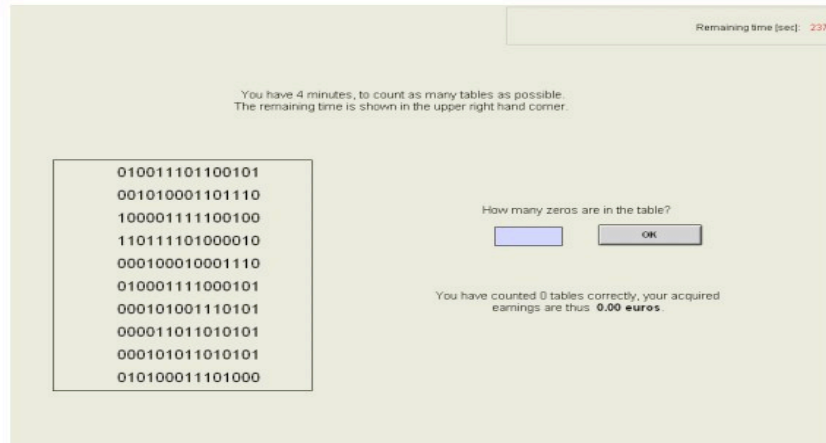 Remaining time [sec]: 237
You have 4 minutes, to count as many tables as possible.
The remaining time is shown in the upper right hand corner.
010011101100101
001010001101110
100001111100100
110111101000010
000100010001110
010001111000101
000101001110101
000011011010101
000101011010101
010100011101000
How many zeros are in the table?
OK
You have counted 0 tables correctly, your acquired
earnings are thus 0.00 euros.